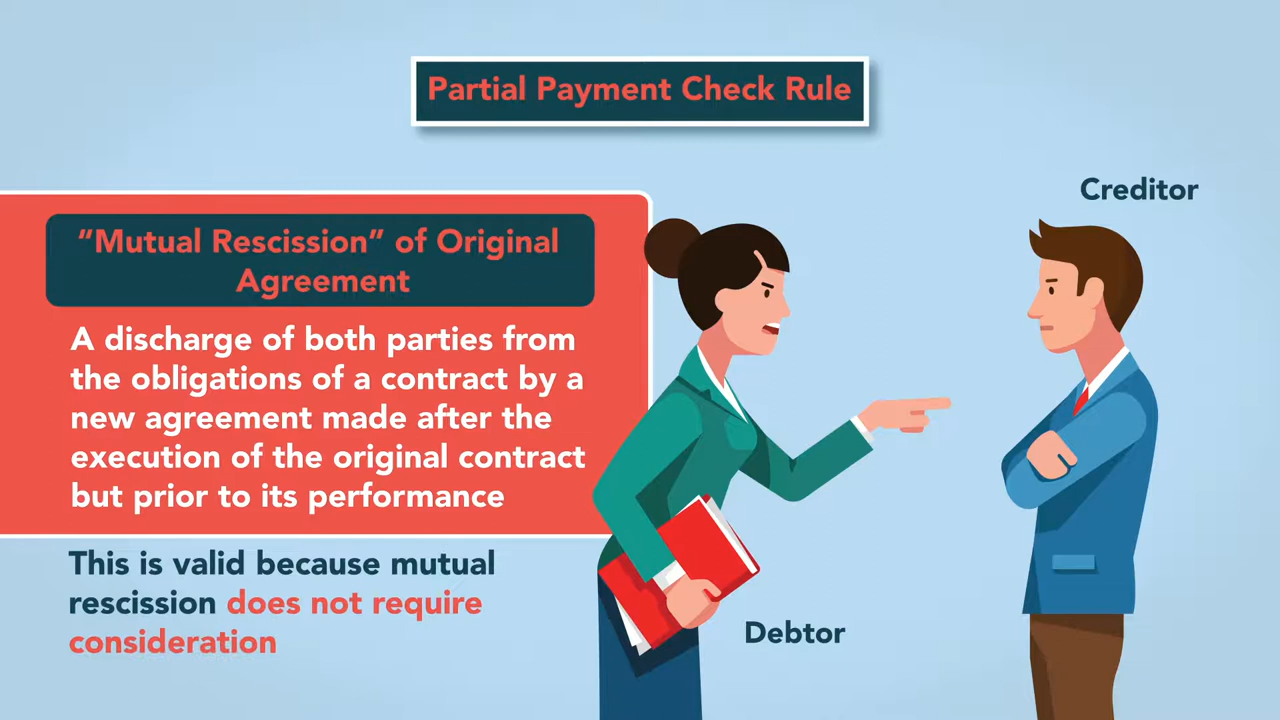 Partial Payment Check Rule
Creditor
“Mutual Rescission” of Original
Agreement
A discharge of both parties from
the obligations of a contract by a
new agreement made after the
execution of the original contract
but prior to its performance
This is valid because mutual
rescission does not require
consideration
Debtor